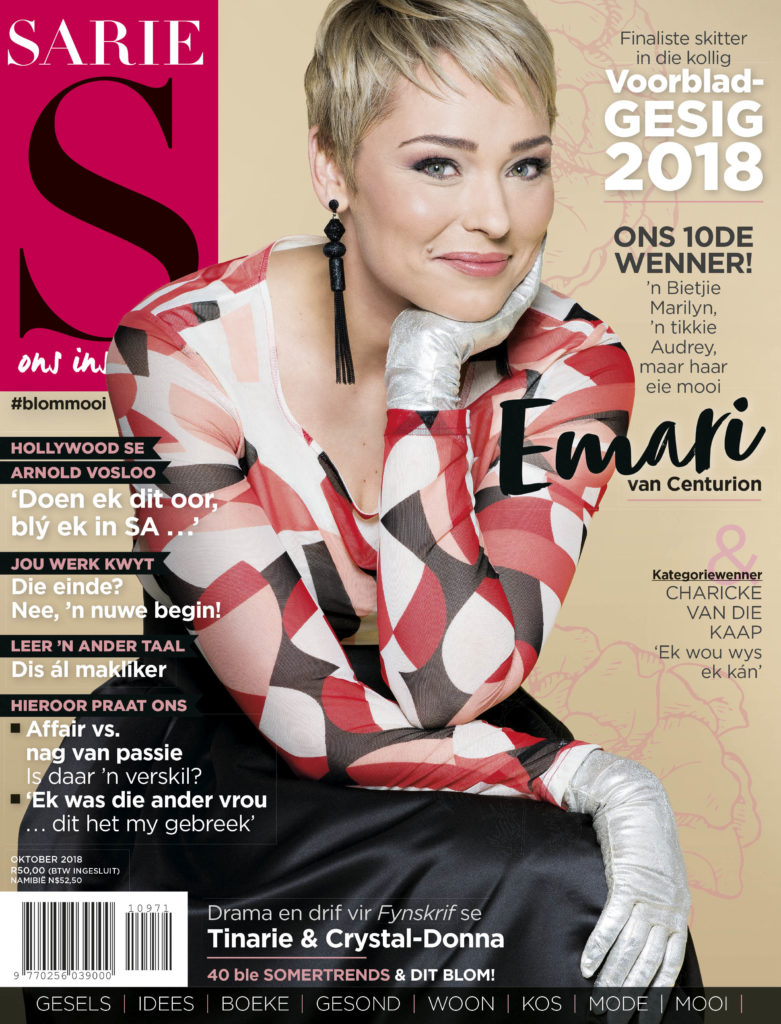 SARIE
S
ons ins
#blommooi
HOLLYWOOD SE
ARNOLD VOSLOO
‘Doen ek dit oor,
blý ek in SA …’
JOU WERK KWYT
Die einde?
Nee, ’n nuwe begin!
LEER ’N ANDER TAAL
Dis ál makliker
HIEROOR PRAAT ONS
Affair vs.
nag van passie
Is daar ’n verskil?
‘Ek was die ander vrou
… dit het my gebreek’
OKTOBER 2018
R50,00 (BTW INGESLUIT)
NAMIBIË N$52,50
10971
9 770256 039000
Finaliste skitter
in die kollig
Voorblad-
GESIG
2018
ONS 10DE
WENNER!
’n Bietjie
Marilyn,
’n tikkie
Audrey,
maar haar
eie mooi
Emari
van Centurion
&
Kategoriewenner
CHARICKE
VAN DIE
KAAP
‘Ek wou wys
ek kán’
Drama en drif vir Fynskrif se
Tinarie & Crystal-Donna
40 ble SOMERTRENDS & DIT BLOM!
GESELS | IDEES | BOEKE | GESOND | WOON | KOS | MODE | MOOI |